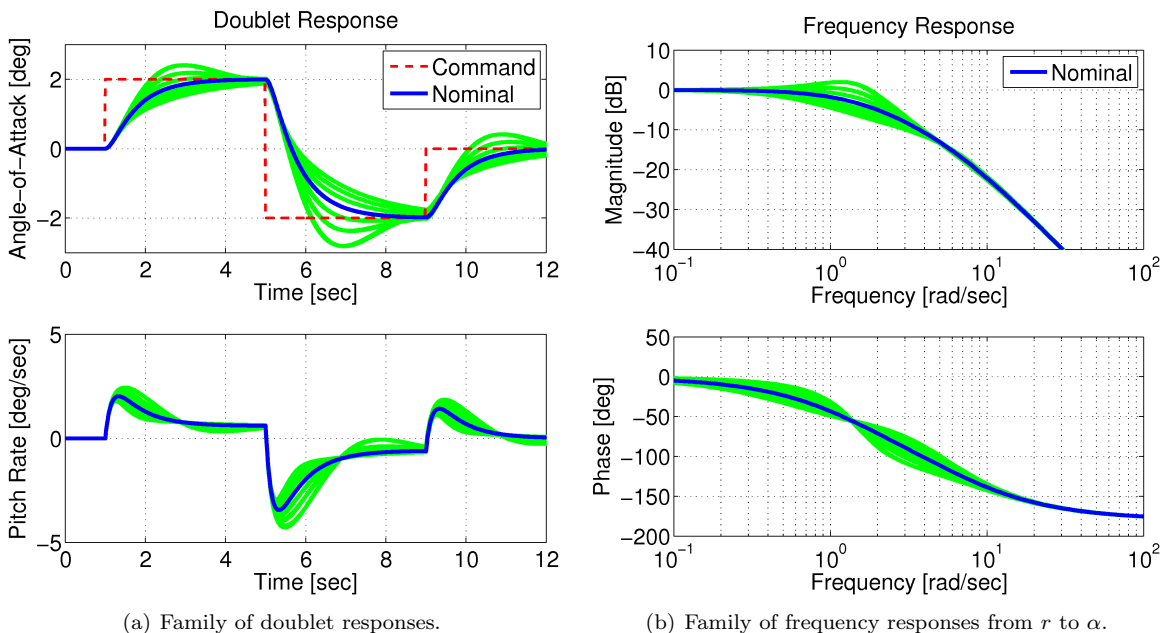 Doublet Response
Angle−of−Attack [deg]
2
0
−2
Command
Nominal
0 2 4 6 8 10 12
Time [sec]
Pitch Rate [deg/sec]
5
0
−5
0 2 4 6 8 10 12
Time [sec]
(a) Family of doublet responses.
Frequency Response
Magnitude [dB]
10
0
−10
−20
−30
−40
Nominal
10^−1 10^0 10^1 10^2
Frequency [rad/sec]
Phase [deg]
50
0
−50
−100
−150
−200
10^−1 10^0 10^1 10^2
Frequency [rad/sec]
(b) Family of frequency responses from r to α.